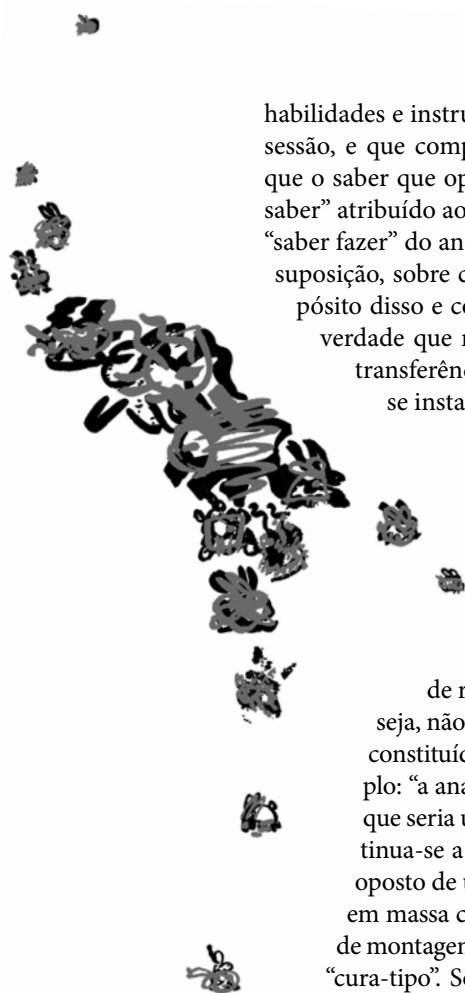 habilidades e instru
sessão, e que comp
que o saber que op
saber” atribuído ao
“saber fazer” do an
suposição, sobre c
pósito disso e co
verdade que n
transferênc
se insta
de r
seja, não
constituíd
plo: “a ana
que seria u
tinua-se a
oposto de u
em massa c
de montagen
“cura-tipo”. Se